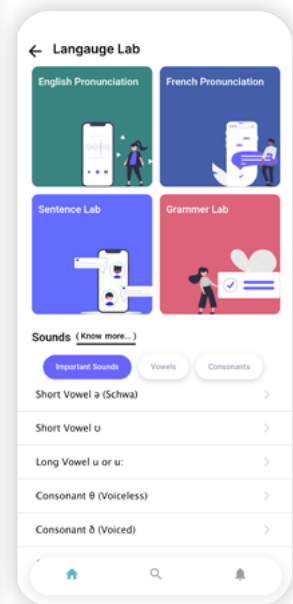 Langauge Lab
English Pronunciation
French Pronunciation
Sentence Lab
Grammer Lab
Sounds (Know more...)
Important Sounds
Vowels
Consonants
Short Vowel ə (Schwa)
Short Vowel ʊ
Long Vowel u or u:
Consonant θ (Voiceless)
Consonant ð (Voiced)